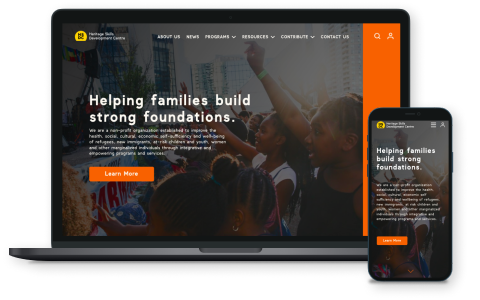 Heritage Skills
Development Centre
ABOUT US NEWS PROGRAMS RESOURCES CONTRIBUTE CONTACT US
Helping families build
strong foundations.
We are a non-profit organization established to improve the
health, social, cultural, economic self-sufficiency and well-being
of refugees, new immigrants, at-risk children and youth, women
and other marginalized individuals through integrative and
empowering programs and services.
Learn More
Heritage Skills
Development Centre
Helping families
build strong
foundations.
We are a non-profit organization
established to improve the health,
social, cultural, economic self-
sufficiency and wellbeing of refugees,
new immigrants, at-risk children and
youth, women and other marginalized
individuals through integrative and
empowering programs and services.
Learn More